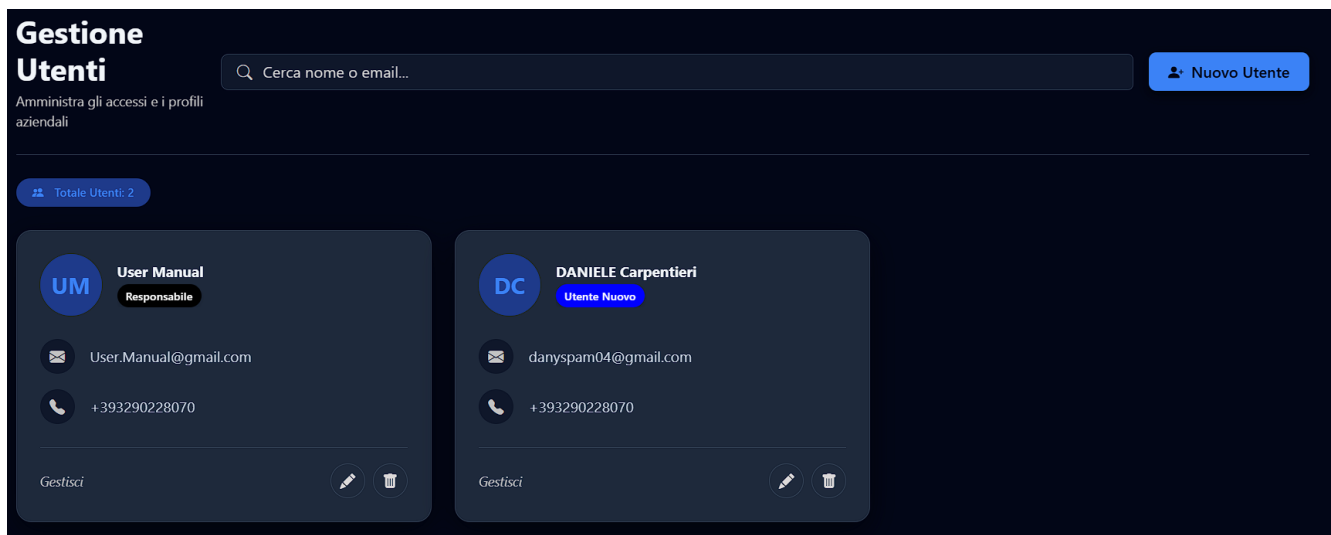 Gestione
Utenti
Amministra gli accessi e i profili
aziendali
Cerca nome o email...
Nuovo Utente
Totale Utenti: 2
UM
User Manual
Responsabile
User.Manual@gmail.com
+393290228070
Gestisci
DC
DANIELE Carpentieri
Utente Nuovo
danyspam04@gmail.com
+393290228070
Gestisci